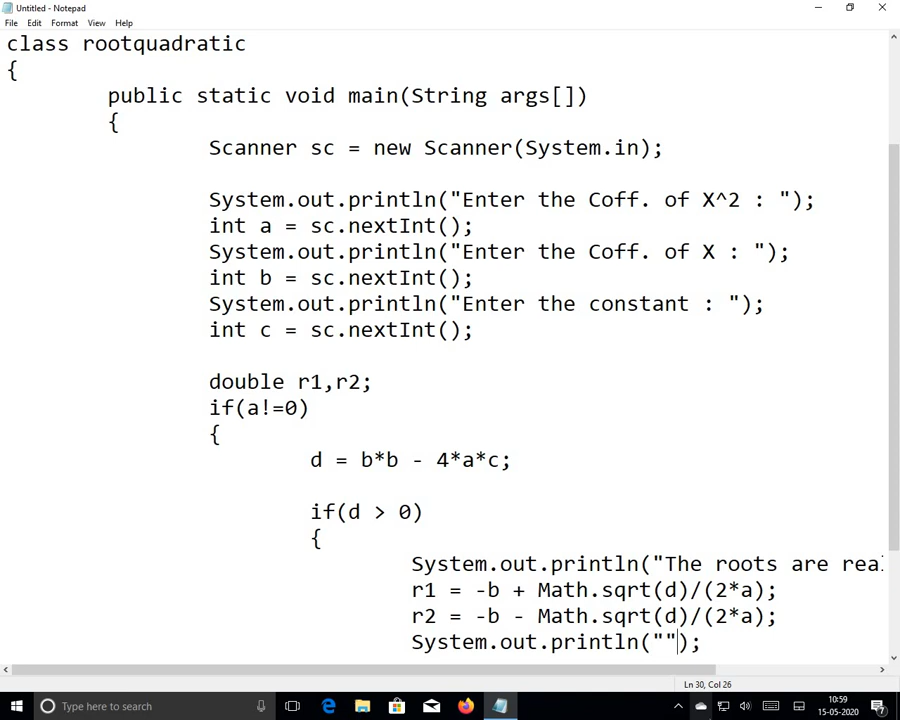 Untitled - Notepad
File Edit Format View Help
class rootquadratic
{
public static void main(String args[])
{
Scanner sc = new Scanner(System.in);
System.out.println("Enter the Coff. of X^2 : ");
int a = sc.nextInt();
System.out.println("Enter the Coff. of X : ");
int b = sc.nextInt();
System.out.println("Enter the constant : ");
int c = sc.nextInt();
double r1,r2;
if(a!=0)
{
d = b*b - 4*a*c;
if(d > 0)
{
System.out.println("The roots are rea
r1 = -b + Math.sqrt(d)/(2*a);
r2 = -b - Math.sqrt(d)/(2*a);
System.out.println("");
Ln 30, Col 26
Type here to search
10:59
15-05-2020
7